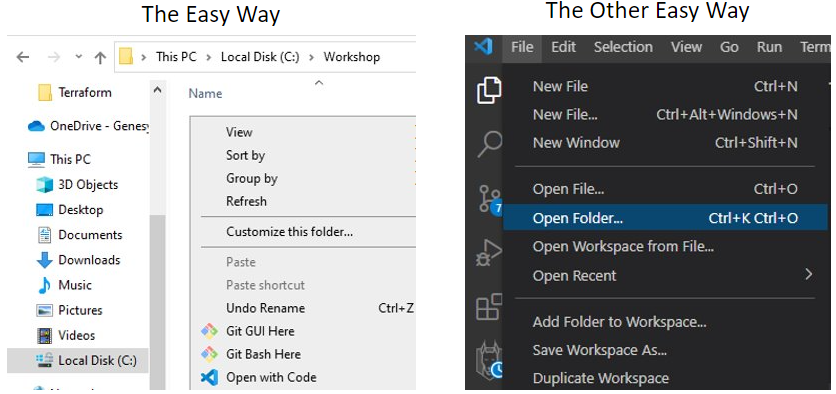 The Easy Way
This PC > Local Disk (C:) > Workshop
Terraform
OneDrive - Genesy
This PC
3D Objects
Desktop
Documents
Downloads
Music
Pictures
Videos
Local Disk (C:)
Name
View
Sort by
Group by
Refresh
Customize this folder...
Paste
Paste shortcut
Undo Rename Ctrl+Z
Git GUI Here
Git Bash Here
Open with Code
The Other Easy Way
File Edit Selection View Go Run Term
New File Ctrl+N
New File... Ctrl+Alt+Windows+N
New Window Ctrl+Shift+N
Open File... Ctrl+O
Open Folder... Ctrl+K Ctrl+O
Open Workspace from File...
Open Recent >
Add Folder to Workspace...
Save Workspace As...
Duplicate Workspace
7